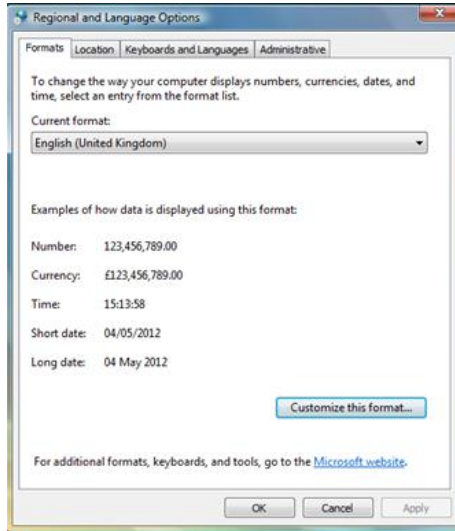 Regional and Language Options
Formats Location Keyboards and Languages Administrative
To change the way your computer displays numbers, currencies, dates, and
time, select an entry from the format list.
Current format:
English (United Kingdom)
Examples of how data is displayed using this format:
Number: 123,456,789.00
Currency: £123,456,789.00
Time: 15:13:58
Short date: 04/05/2012
Long date: 04 May 2012
Customize this format...
For additional formats, keyboards, and tools, go to the Microsoft website.
OK Cancel Apply